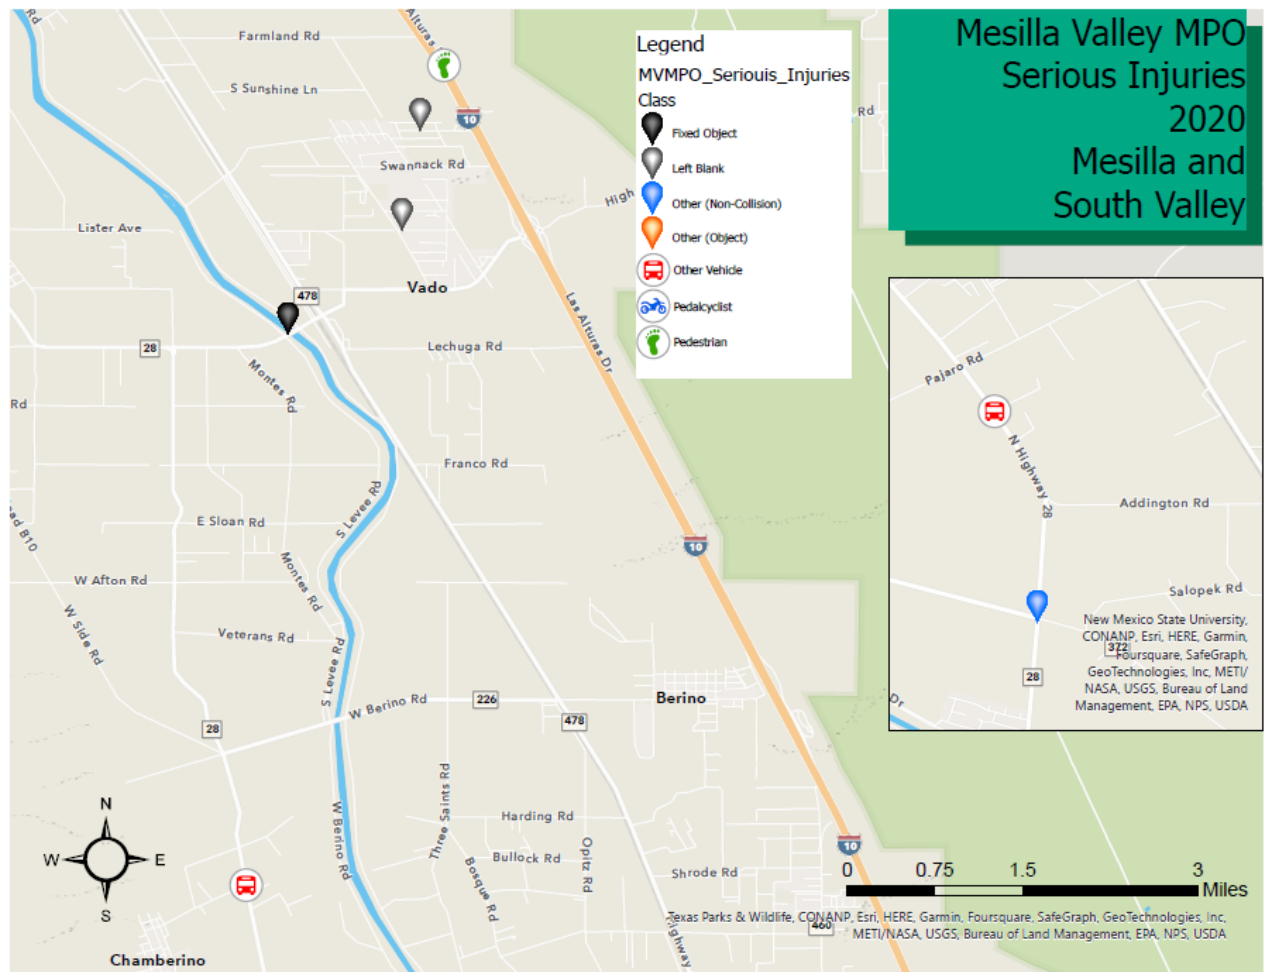 Mesilla Valley MPO
Serious Injuries
2020
Mesilla and
South Valley
Legend
MVMPO_Seriouis_Injuries
Class
Fixed Object
Left Blank
Other (Non-Collision)
Other (Object)
Other Vehicle
Pedalcyclist
Pedestrian
Rd
Farmland Rd
Alturas
S Sunshine Ln
10
Rd
Swannack Rd
High
Lister Ave
Vado
478
Las Alturas Dr
28
Lechuga Rd
Montes Rd
Rd
Franco Rd
S Levee Rd
E Sloan Rd
ad B10
10
Montes Rd
W Afton Rd
W Side Rd
Veterans Rd
S Levee Rd
Berino
W Berino Rd
226
478
28
Three Saints Rd
W Berino Rd
Harding Rd
Opitz Rd
Bullock Rd
Bosque Rd
Shrode Rd
10
Highway
460
Chamberino
N
W
E
S
Pajaro Rd
N Highway 28
Addington Rd
Salopek Rd
372
28
Dr
New Mexico State University,
CONANP, Esri, HERE, Garmin,
Foursquare, SafeGraph,
GeoTechnologies, Inc, METI/
NASA, USGS, Bureau of Land
Management, EPA, NPS, USDA
0 0.75 1.5 3
Miles
Texas Parks & Wildlife, CONANP, Esri, HERE, Garmin, Foursquare, SafeGraph, GeoTechnologies, Inc,
METI/NASA, USGS, Bureau of Land Management, EPA, NPS, USDA